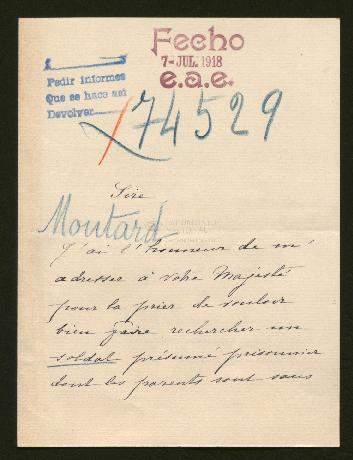 Fecho
7-JUL. 1918
e.a.e.
Pedir informes
Que se hace así
Devolver
74529
Sire
Moutard
J'ai l'honneur de m'
adresser à Votre Majesté
pour la prier de vouloir
bien faire rechercher un
soldat présumé prisonnier
dont les parents sont sans